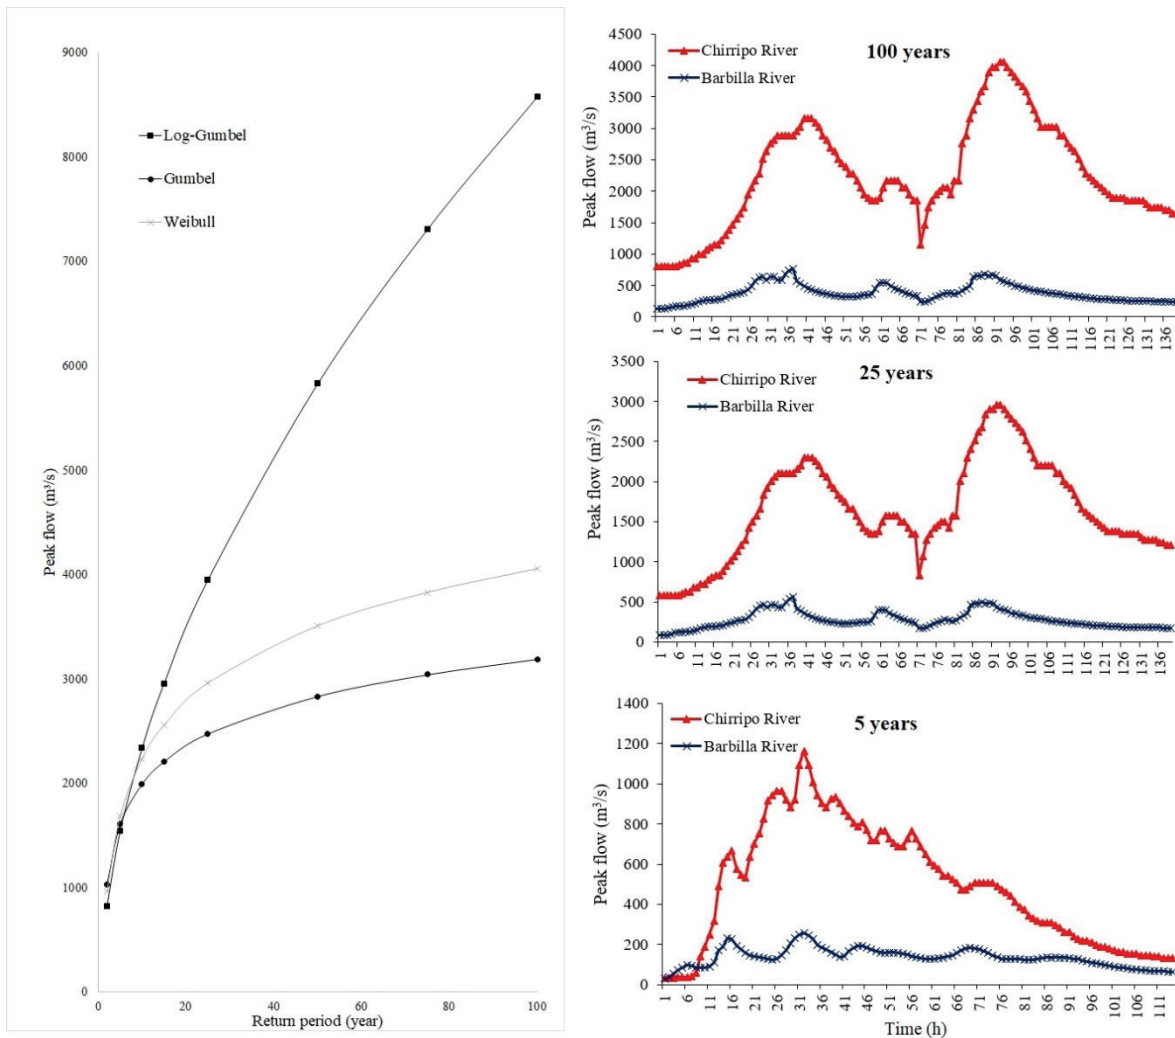 9000
8000
7000
6000
5000
4000
3000
2000
1000
0
Peak flow (m³/s)
Log-Gumbel
Gumbel
Weibull
0 20 40 60 80 100
Return period (year)
4500
4000
3500
3000
2500
2000
1500
1000
500
0
Peak flow (m³/s)
Chirripo River
Barbilla River
100 years
1 6 11 16 21 26 31 36 41 46 51 56 61 66 71 76 81 86 91 96 101 106 111 116 121 126 131 136
3500
3000
2500
2000
1500
1000
500
0
Peak flow (m³/s)
Chirripo River
Barbilla River
25 years
1 6 11 16 21 26 31 36 41 46 51 56 61 66 71 76 81 86 91 96 101 106 111 116 121 126 131 136
1400
1200
1000
800
600
400
200
0
Peak flow (m³/s)
Chirripo River
Barbilla River
5 years
1 6 11 16 21 26 31 36 41 46 51 56 61 66 71 76 81 86 91 96 101 106 111
Time (h)